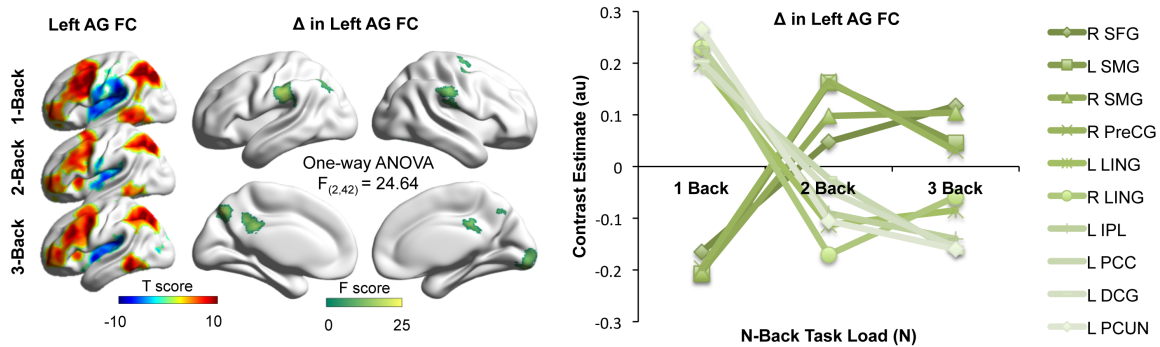 Left AG FC
Δ in Left AG FC
1-Back
2-Back
3-Back
One-way ANOVA
F(2,42) = 24.64
T score
-10
10
F score
0
25
Δ in Left AG FC
Contrast Estimate (au)
0.3
0.2
0.1
0
-0.1
-0.2
-0.3
1 Back
2 Back
3 Back
N-Back Task Load (N)
R SFG
L SMG
R SMG
R PreCG
L LING
R LING
L IPL
L PCC
L DCG
L PCUN